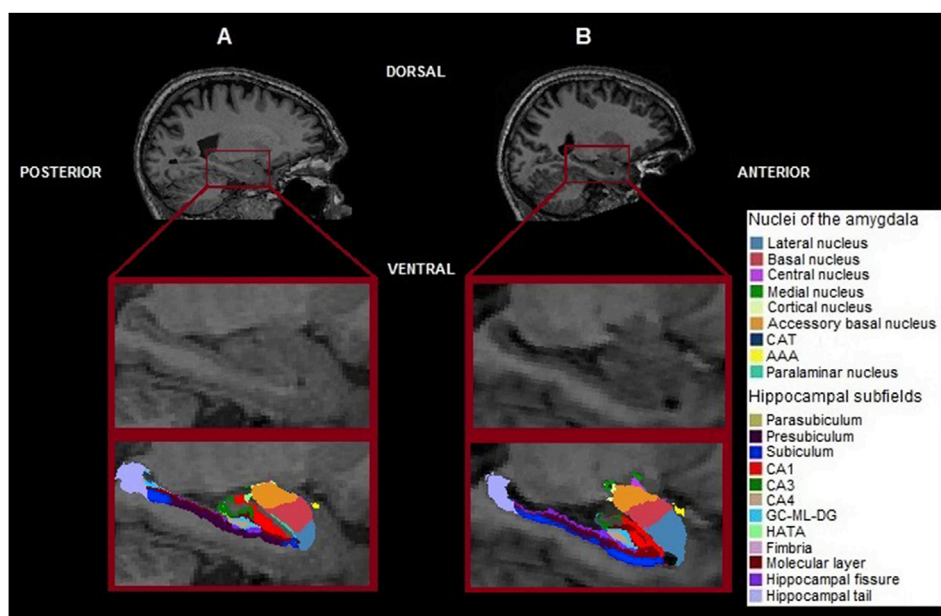 A
B
DORSAL
POSTERIOR
ANTERIOR
VENTRAL
Nuclei of the amygdala
Lateral nucleus
Basal nucleus
Central nucleus
Medial nucleus
Cortical nucleus
Accessory basal nucleus
CAT
AAA
Paralaminar nucleus
Hippocampal subfields
Parasubiculum
Presubiculum
Subiculum
CA1
CA3
CA4
GC-ML-DG
HATA
Fimbria
Molecular layer
Hippocampal fissure
Hippocampal tail